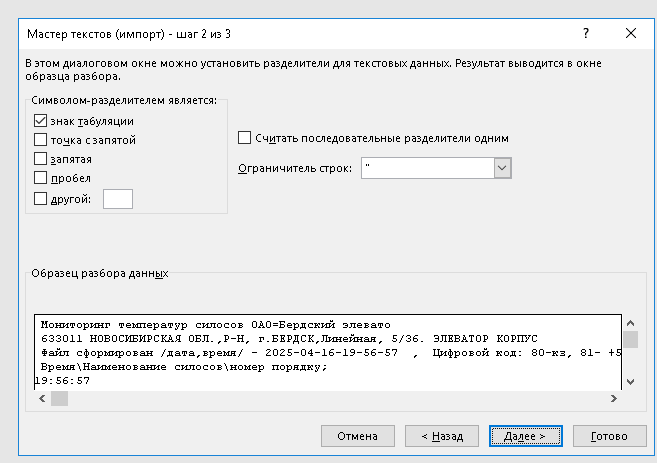 Мастер текстов (импорт) - шаг 2 из 3
?
В этом диалоговом окне можно установить разделители для текстовых данных. Результат выводится в окне
образца разбора.
Символом-разделителем является:
знак табуляции
точка с запятой
запятая
пробел
другой:
Считать последовательные разделители одним
Ограничитель строк: "
Образец разбора данных
Мониторинг температур силосов ОАО=Бердский элевато
633011 НОВОСИБИРСКАЯ ОБЛ.,Р-Н, г.БЕРДСК,Линейная, 5/36. ЭЛЕВАТОР КОРПУС
Файл сформирован /дата,время/ - 2025-04-16-19-56-57 , Цифровой код: 80-кз, 81- +5
Время\Наименование силосов\номер порядку;
19:56:57
Отмена
< Назад
Далее >
Готово